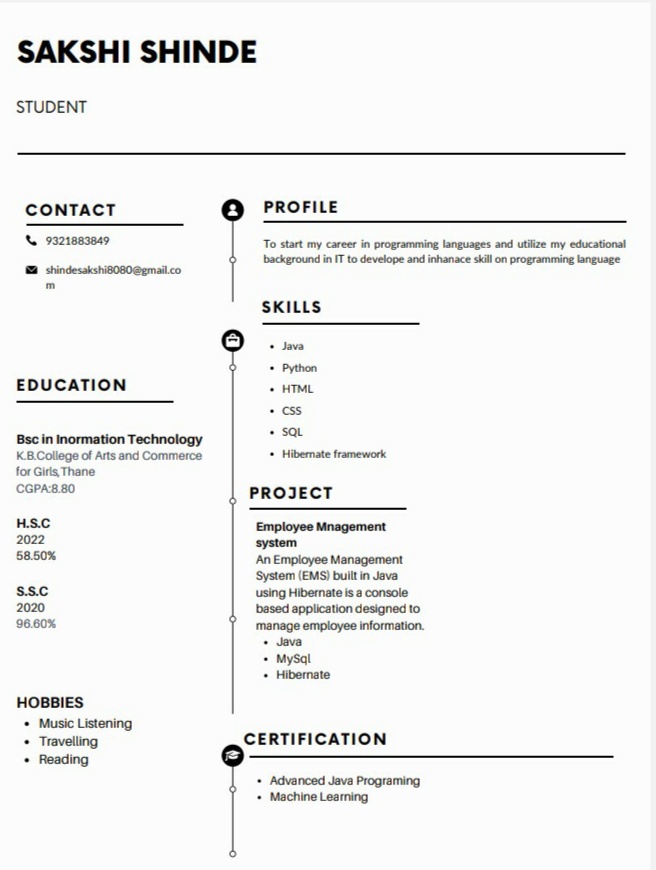 SAKSHI SHINDE
STUDENT
CONTACT
9321883849
shindesakshi8080@gmail.co
m
EDUCATION
Bsc in Inormation Technology
K.B.College of Arts and Commerce
for Girls,Thane
CGPA:8.80
H.S.C
2022
58.50%
S.S.C
2020
96.60%
HOBBIES
• Music Listening
• Travelling
• Reading
PROFILE
To start my career in programming languages and utilize my educational
background in IT to develope and inhanace skill on programming language
SKILLS
• Java
• Python
• HTML
• CSS
• SQL
• Hibernate framework
PROJECT
Employee Mnagement
system
An Employee Management
System (EMS) built in Java
using Hibernate is a console
based application designed to
manage employee information.
• Java
• MySql
• Hibernate
CERTIFICATION
• Advanced Java Programing
• Machine Learning